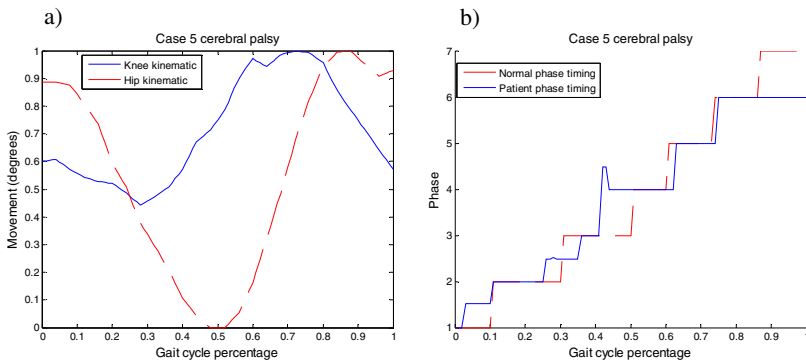 a)
Case 5 cerebral palsy
Movement (degrees)
1
0.9
0.8
0.7
0.6
0.5
0.4
0.3
0.2
0.1
0
Knee kinematic
Hip kinematic
0 0.1 0.2 0.3 0.4 0.5 0.6 0.7 0.8 0.9 1
Gait cycle percentage
b)
Case 5 cerebral palsy
Phase
7
6
5
4
3
2
1
Normal phase timing
Patient phase timing
0 0.1 0.2 0.3 0.4 0.5 0.6 0.7 0.8 0.9
Gait cycle percentage